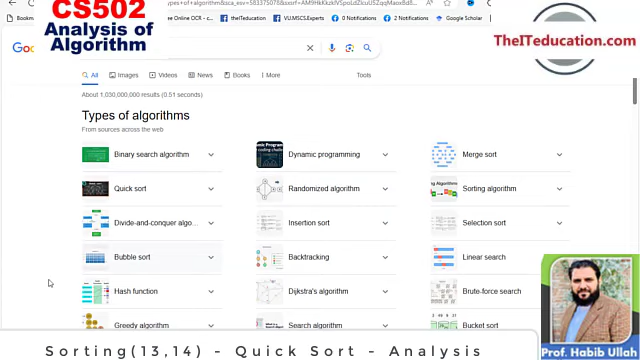 CS502
Analysis of
Algorithm
TheITeducation.com
Free Online OCR - c...
theITeducation
VU.MSCS.Experts
0 Notifications
2 Notifications
Google Scholar
All
Images
Videos
News
Books
More
Tools
About 1,030,000,000 results (0.51 seconds)
Types of algorithms
From sources across the web
Binary search algorithm
Dynamic programming
Merge sort
Quick sort
Randomized algorithm
Sorting algorithm
Divide-and-conquer algo...
Insertion sort
Selection sort
Bubble sort
Backtracking
Linear search
Hash function
Dijkstra's algorithm
Brute-force search
Greedy algorithm
Search algorithm
Bucket sort
Prof. Habib Ullah
Sorting(13,14) - Quick Sort - Analysis